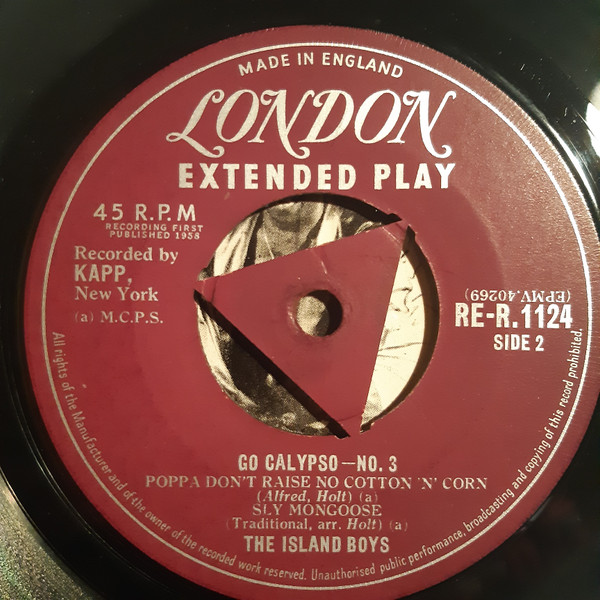 MADE IN ENGLAND
LONDON
EXTENDED PLAY
45 R.P.M
RECORDING FIRST
PUBLISHED 1958
Recorded by
KAPP,
New York
(a) M.C.P.S.
(EPMV.40269)
RE-R.1124
SIDE 2
GO CALYPSO—NO. 3
POPPA DON'T RAISE NO COTTON 'N' CORN
(Alfred, Holt) (a)
SLY MONGOOSE
(Traditional, arr. Holt) (a)
THE ISLAND BOYS
All rights of the Manufacturer and of the owner of the recorded work reserved. Unauthorised public performance, broadcasting and copying of this record prohibited.